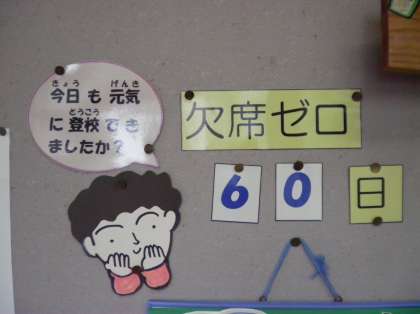 今日も元気
に登校でき
ましたか?
欠席ゼロ
60日